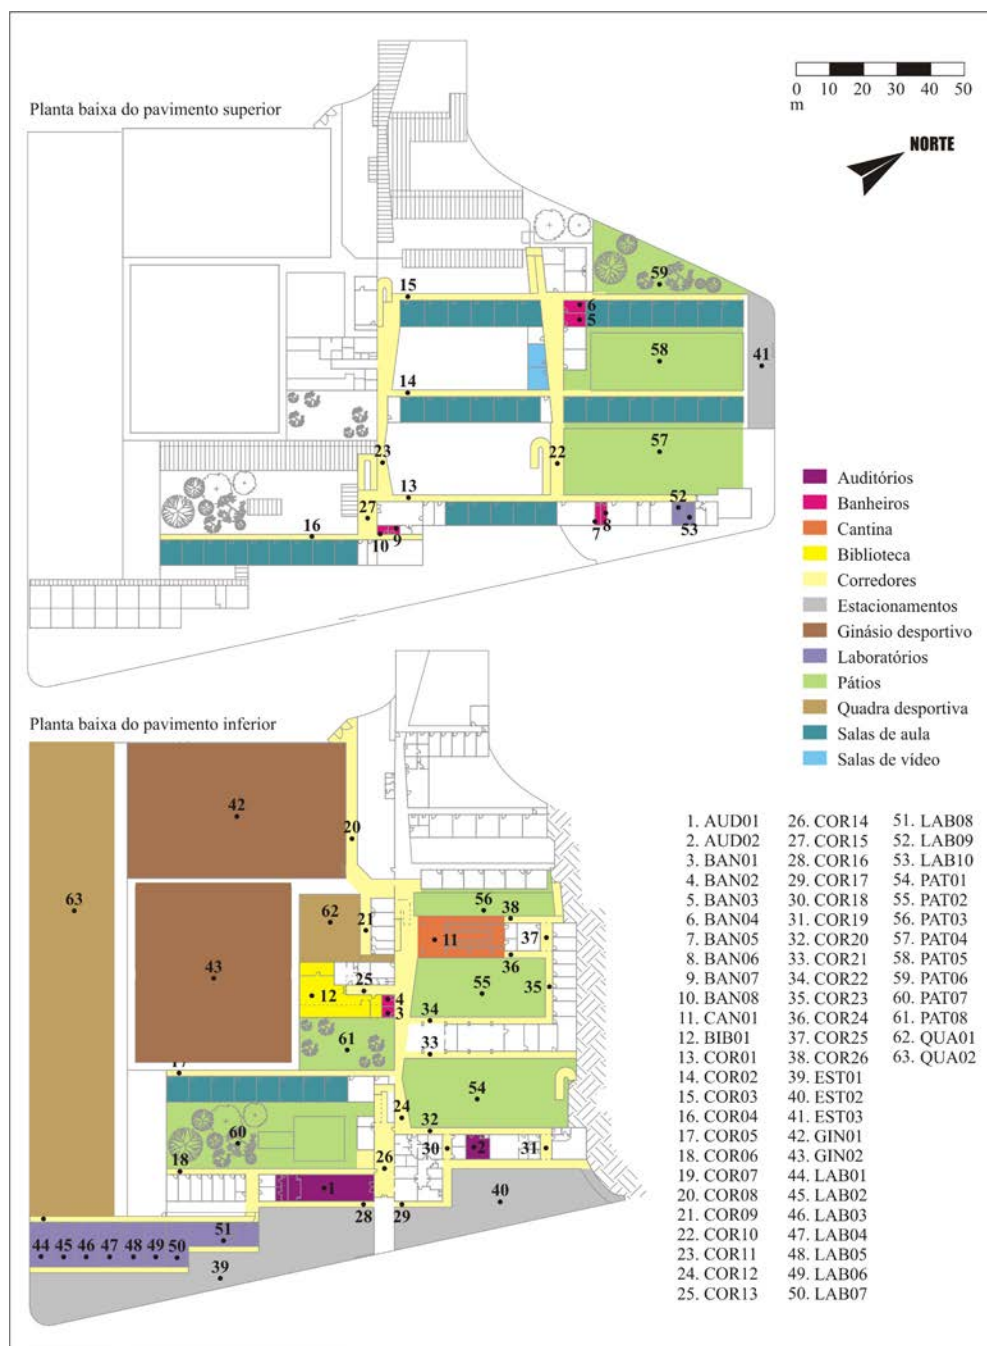 Planta baixa do pavimento superior
0 10 20 30 40 50
m
NORTE
59
15
6
5
58
41
14
57
23
22
13
52
27
16
8
53
10
9
7
Auditórios
Banheiros
Cantina
Biblioteca
Corredores
Estacionamentos
Ginásio desportivo
Laboratórios
Pátios
Quadra desportiva
Salas de aula
Salas de vídeo
Planta baixa do pavimento inferior
42
20
63
56
62
21
38
11
37
36
43
25
12
55
35
4
3
34
61
33
17
54
24
32
60
2
30
31
18
26
1
40
28
29
51
44 45 46 47 48 49 50
39
1. AUD01
2. AUD02
3. BAN01
4. BAN02
5. BAN03
6. BAN04
7. BAN05
8. BAN06
9. BAN07
10. BAN08
11. CAN01
12. BIB01
13. COR01
14. COR02
15. COR03
16. COR04
17. COR05
18. COR06
19. COR07
20. COR08
21. COR09
22. COR10
23. COR11
24. COR12
25. COR13
26. COR14
27. COR15
28. COR16
29. COR17
30. COR18
31. COR19
32. COR20
33. COR21
34. COR22
35. COR23
36. COR24
37. COR25
38. COR26
39. EST01
40. EST02
41. EST03
42. GIN01
43. GIN02
44. LAB01
45. LAB02
46. LAB03
47. LAB04
48. LAB05
49. LAB06
50. LAB07
51. LAB08
52. LAB09
53. LAB10
54. PAT01
55. PAT02
56. PAT03
57. PAT04
58. PAT05
59. PAT06
60. PAT07
61. PAT08
62. QUA01
63. QUA02